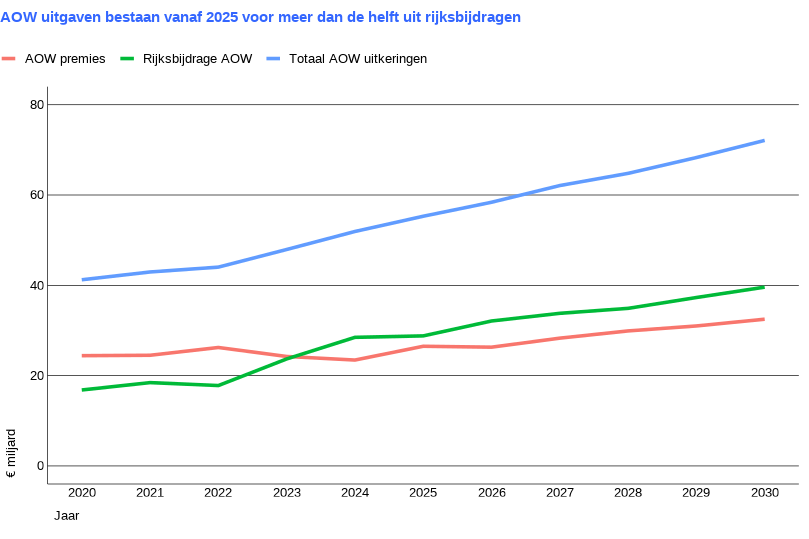 AOW uitgaven bestaan vanaf 2025 voor meer dan de helft uit rijksbijdragen
AOW premies Rijksbijdrage AOW Totaal AOW uitkeringen
80
60
40
20
0
€ miljard
2020 2021 2022 2023 2024 2025 2026 2027 2028 2029 2030
Jaar